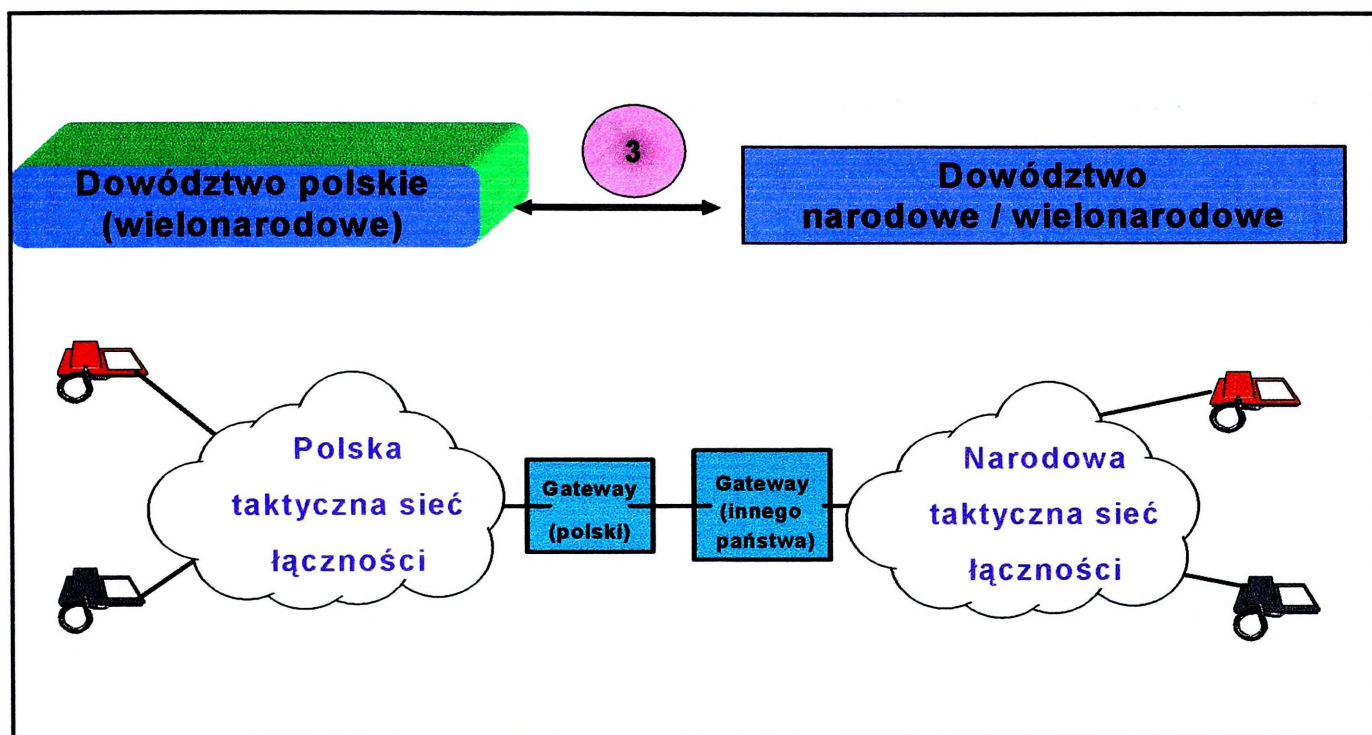 3
Dowództwo polskie
(wielonarodowe)
Dowództwo
narodowe / wielonarodowe
Polska
taktyczna sieć
łączności
Gateway
(polski)
Gateway
(innego
państwa)
Narodowa
taktyczna sieć
łączności